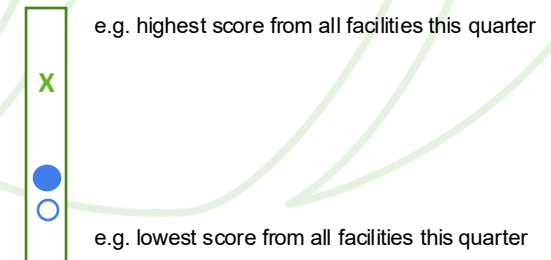 e.g. highest score from all facilities this quarter
X
e.g. lowest score from all facilities this quarter